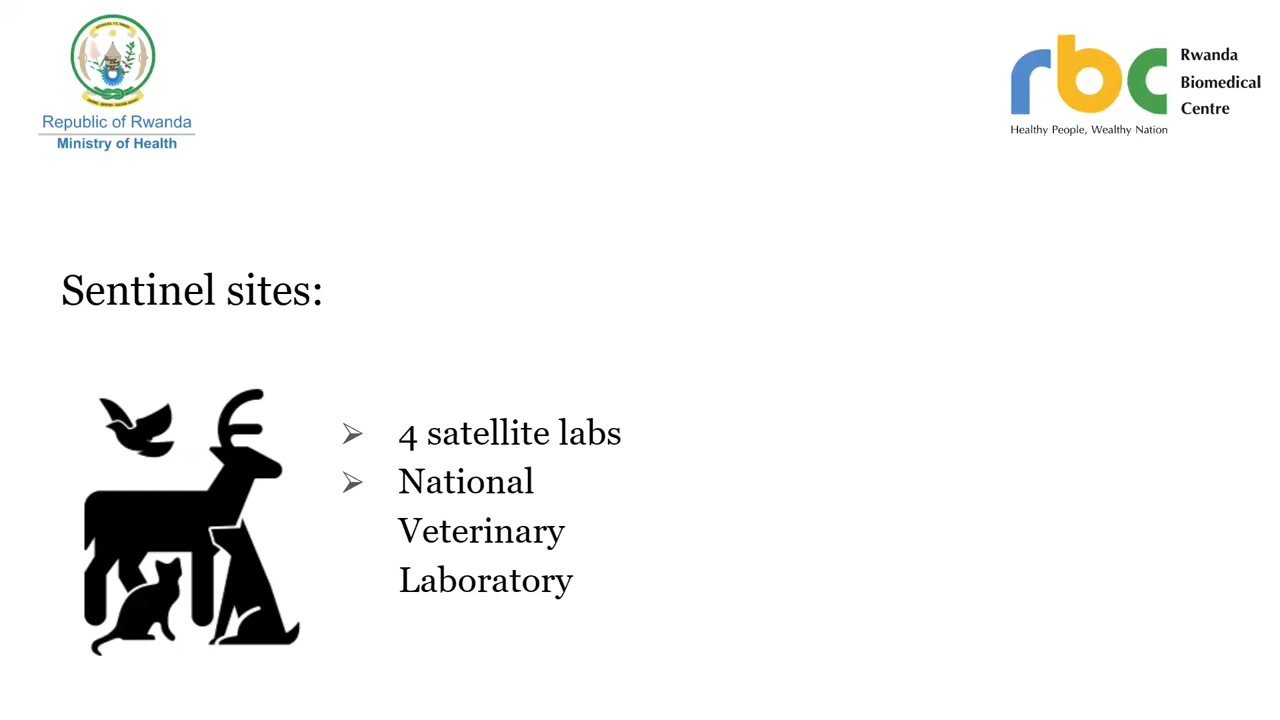 Republic of Rwanda
Ministry of Health
rbc
Rwanda
Biomedical
Centre
Healthy People, Wealthy Nation
Sentinel sites:
➢ 4 satellite labs
➢ National
Veterinary
Laboratory